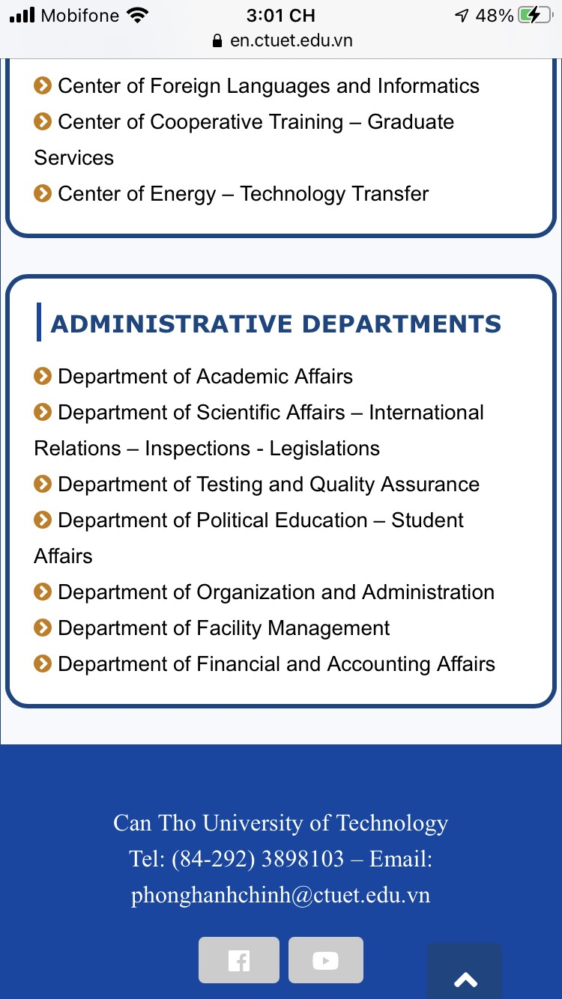 Mobifone 3:01 CH 48%
en.ctuet.edu.vn
Center of Foreign Languages and Informatics
Center of Cooperative Training – Graduate
Services
Center of Energy – Technology Transfer
ADMINISTRATIVE DEPARTMENTS
Department of Academic Affairs
Department of Scientific Affairs – International
Relations – Inspections - Legislations
Department of Testing and Quality Assurance
Department of Political Education – Student
Affairs
Department of Organization and Administration
Department of Facility Management
Department of Financial and Accounting Affairs
Can Tho University of Technology
Tel: (84-292) 3898103 – Email:
phonghanhchinh@ctuet.edu.vn